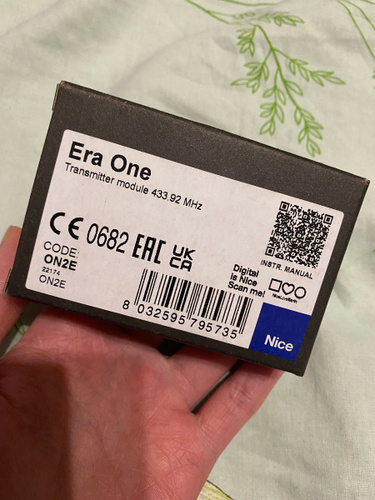 Era One
Transmitter module 433.92 MHz
CE 0682 EAC UK
CA
CODE:
ON2E
22174
ON2E
INSTR. MANUAL
Digital
is Nice
Scan me!
8 032595 795735
Nice